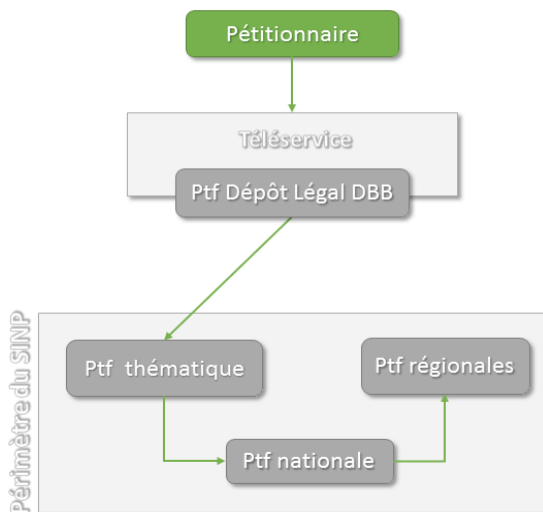 Pétitionnaire
Téléservice
Ptf Dépôt Légal DBB
Périmètre du SINP
Ptf thématique
Ptf régionales
Ptf nationale